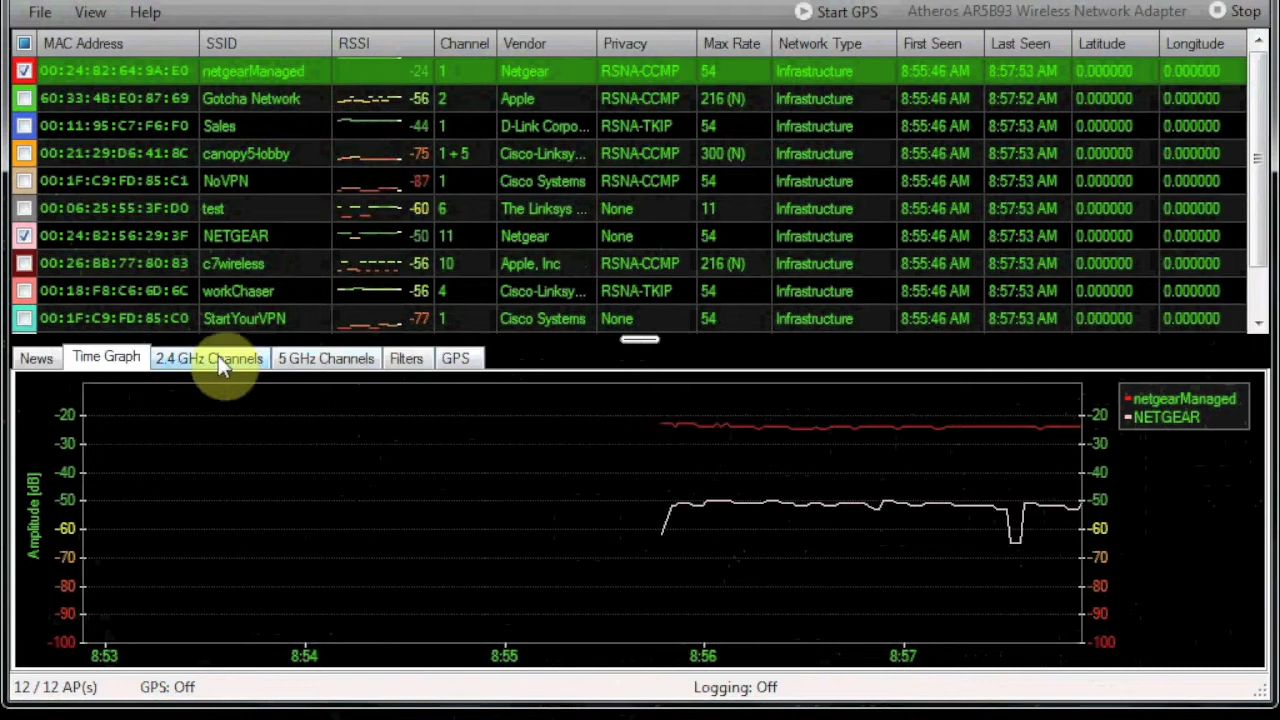 File View Help Start GPS Atheros AR5B93 Wireless Network Adapter Stop
MAC Address SSID RSSI Channel Vendor Privacy Max Rate Network Type First Seen Last Seen Latitude Longitude
00:24:B2:64:9A:E0 netgearManaged -24 1 Netgear RSNA-CCMP 54 Infrastructure 8:55:46 AM 8:57:53 AM 0.000000 0.000000
60:33:4B:E0:87:69 Gotcha Network -56 2 Apple RSNA-CCMP 216 (N) Infrastructure 8:55:46 AM 8:57:52 AM 0.000000 0.000000
00:11:95:C7:F6:F0 Sales -44 1 D-Link Corpo... RSNA-TKIP 54 Infrastructure 8:55:46 AM 8:57:53 AM 0.000000 0.000000
00:21:29:D6:41:8C canopy5-lobby -75 1 + 5 Cisco-Linksy... RSNA-CCMP 300 (N) Infrastructure 8:55:46 AM 8:57:53 AM 0.000000 0.000000
00:1F:C9:FD:85:C1 NoVPN -87 1 Cisco Systems RSNA-CCMP 54 Infrastructure 8:55:46 AM 8:57:53 AM 0.000000 0.000000
00:06:25:55:3F:D0 test -60 6 The Linksys ... None 11 Infrastructure 8:55:46 AM 8:57:53 AM 0.000000 0.000000
00:24:B2:56:29:3F NETGEAR -50 11 Netgear None 54 Infrastructure 8:55:46 AM 8:57:53 AM 0.000000 0.000000
00:26:BB:77:80:83 c7wireless -56 10 Apple, Inc RSNA-CCMP 216 (N) Infrastructure 8:55:46 AM 8:57:53 AM 0.000000 0.000000
00:18:F8:C6:6D:6C workChaser -56 4 Cisco-Linksy... RSNA-TKIP 54 Infrastructure 8:55:46 AM 8:57:53 AM 0.000000 0.000000
00:1F:C9:FD:85:C0 StartYourVPN -77 1 Cisco Systems None 54 Infrastructure 8:55:46 AM 8:57:53 AM 0.000000 0.000000
News Time Graph 2.4 GHz Channels 5 GHz Channels Filters GPS
netgearManaged
NETGEAR
Amplitude [dB]
-20 -20
-30 -30
-40 -40
-50 -50
-60 -60
-70 -70
-80 -80
-90 -90
-100 -100
8:53 8:54 8:55 8:56 8:57
12 / 12 AP(s) GPS: Off Logging: Off